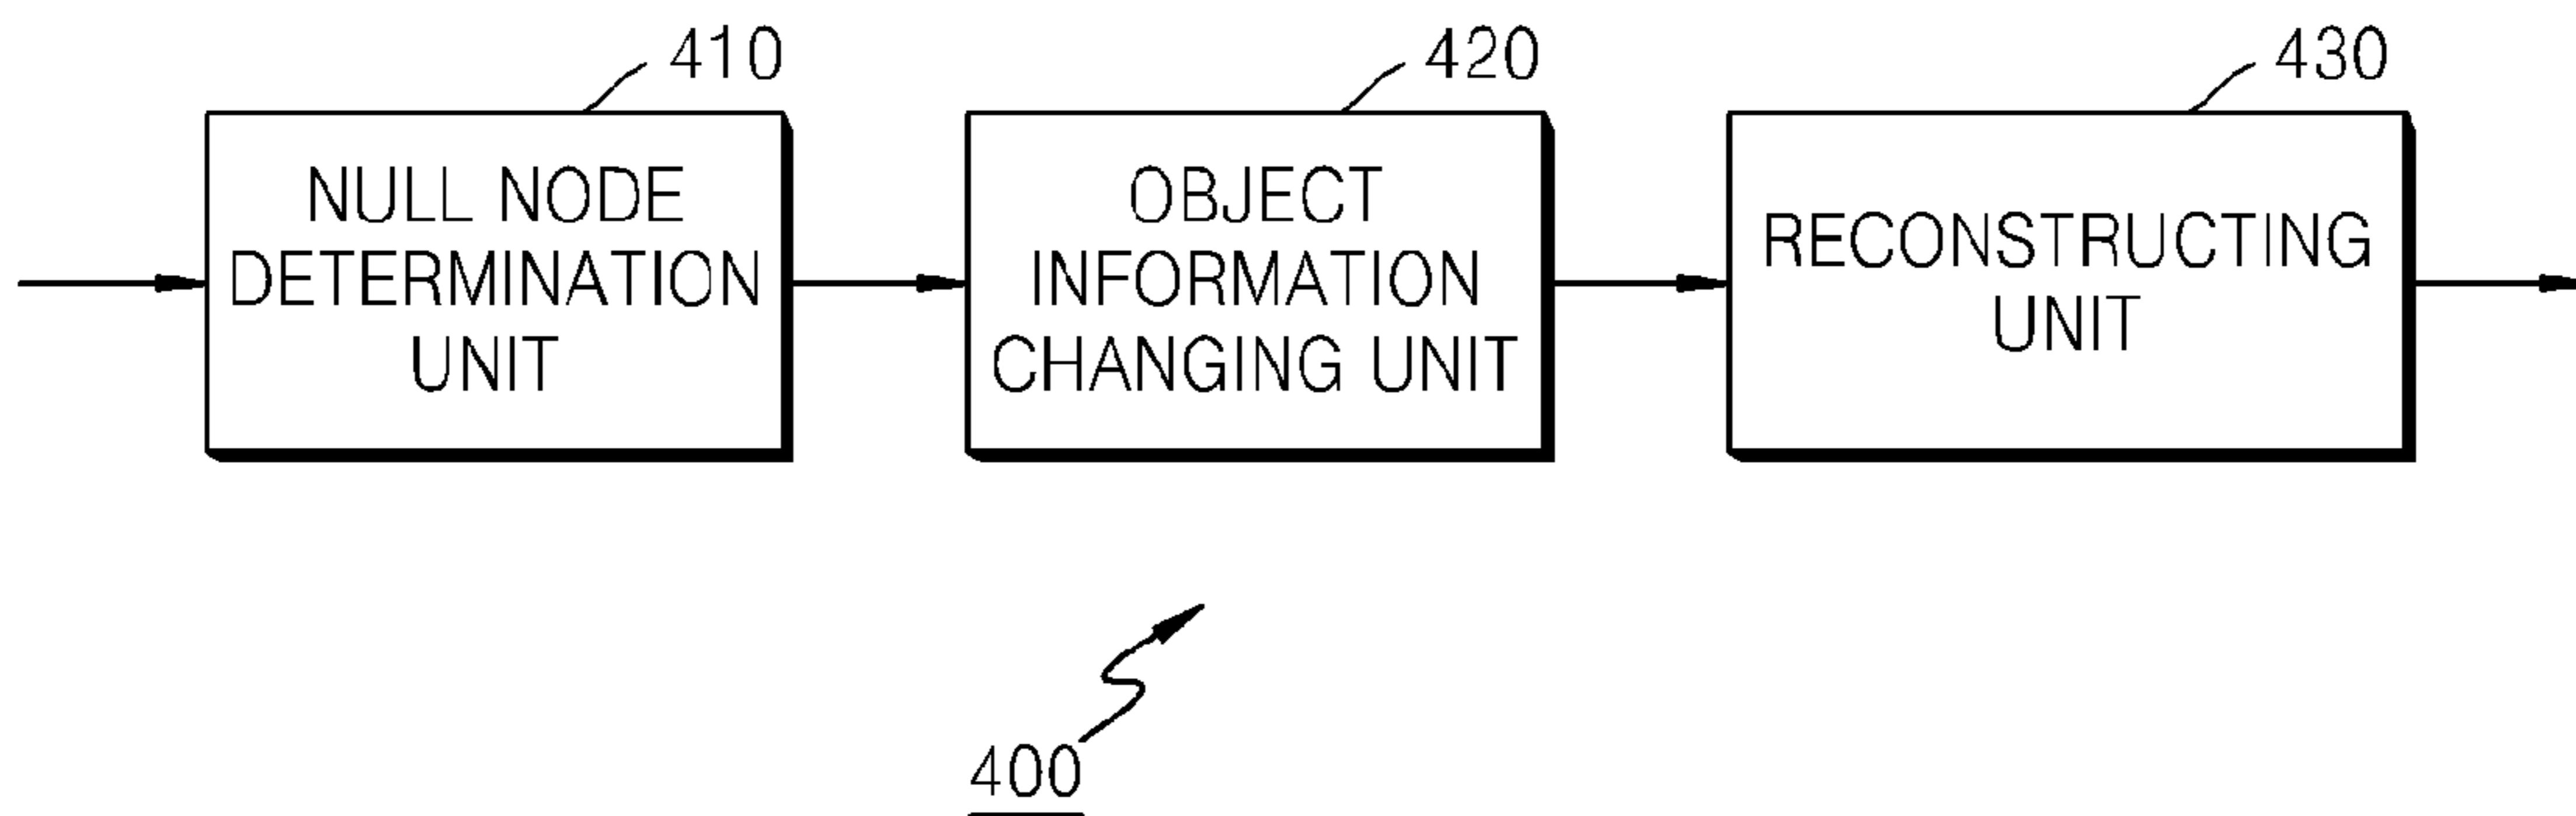 410
420
430
NULL NODE
DETERMINATION
UNIT
OBJECT
INFORMATION
CHANGING UNIT
RECONSTRUCTING
UNIT
400